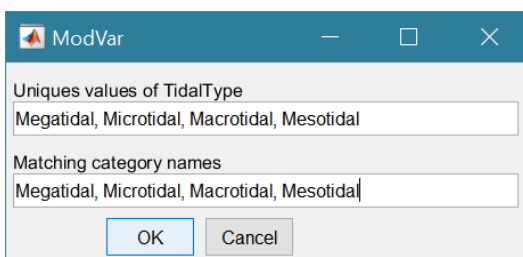 ModVar
Uniques values of TidalType
Megatidal, Microtidal, Macrotidal, Mesotidal
Matching category names
Megatidal, Microtidal, Macrotidal, Mesotidal
OK Cancel